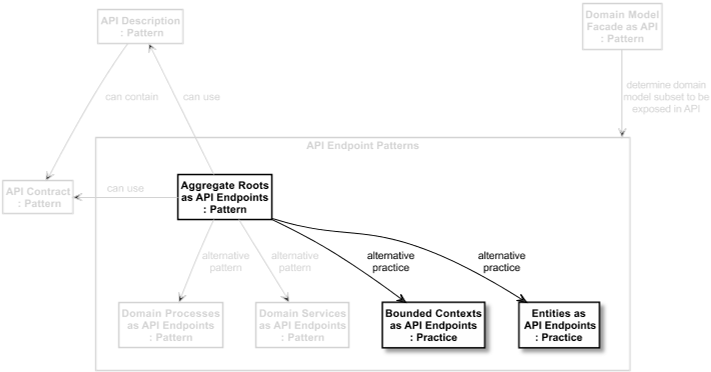 API Description
: Pattern
Domain Model
Facade as API
: Pattern
can contain
can use
determine domain
model subset to be
exposed in API
API Endpoint Patterns
API Contract
: Pattern
can use
Aggregate Roots
as API Endpoints
: Pattern
alternative
pattern
alternative
pattern
alternative
practice
alternative
practice
Domain Processes
as API Endpoints
: Pattern
Domain Services
as API Endpoints
: Pattern
Bounded Contexts
as API Endpoints
: Practice
Entities as
API Endpoints
: Practice